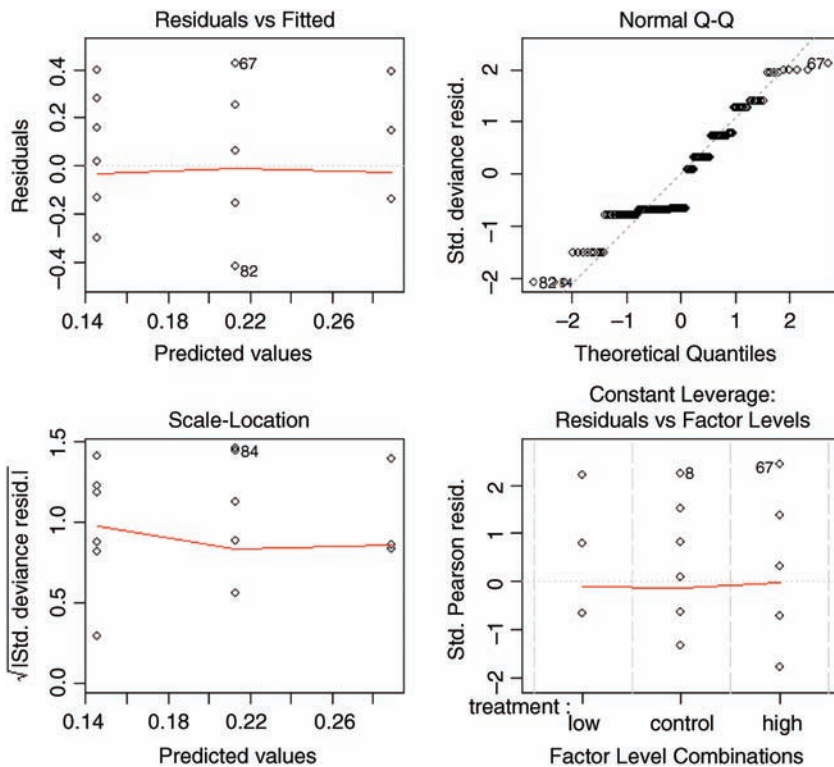 Residuals vs Fitted
Residuals
0.4
0.2
0.0
−0.2
−0.4
67
82
0.14 0.18 0.22 0.26
Predicted values
Normal Q-Q
Std. deviance resid.
2
1
0
−1
−2
67
82
−2 −1 0 1 2
Theoretical Quantiles
Scale-Location
√|Std. deviance resid.|
1.5
1.0
0.5
0.0
84
0.14 0.18 0.22 0.26
Predicted values
Constant Leverage:
Residuals vs Factor Levels
Std. Pearson resid.
2
1
0
−1
−2
8
67
treatment :
low control high
Factor Level Combinations